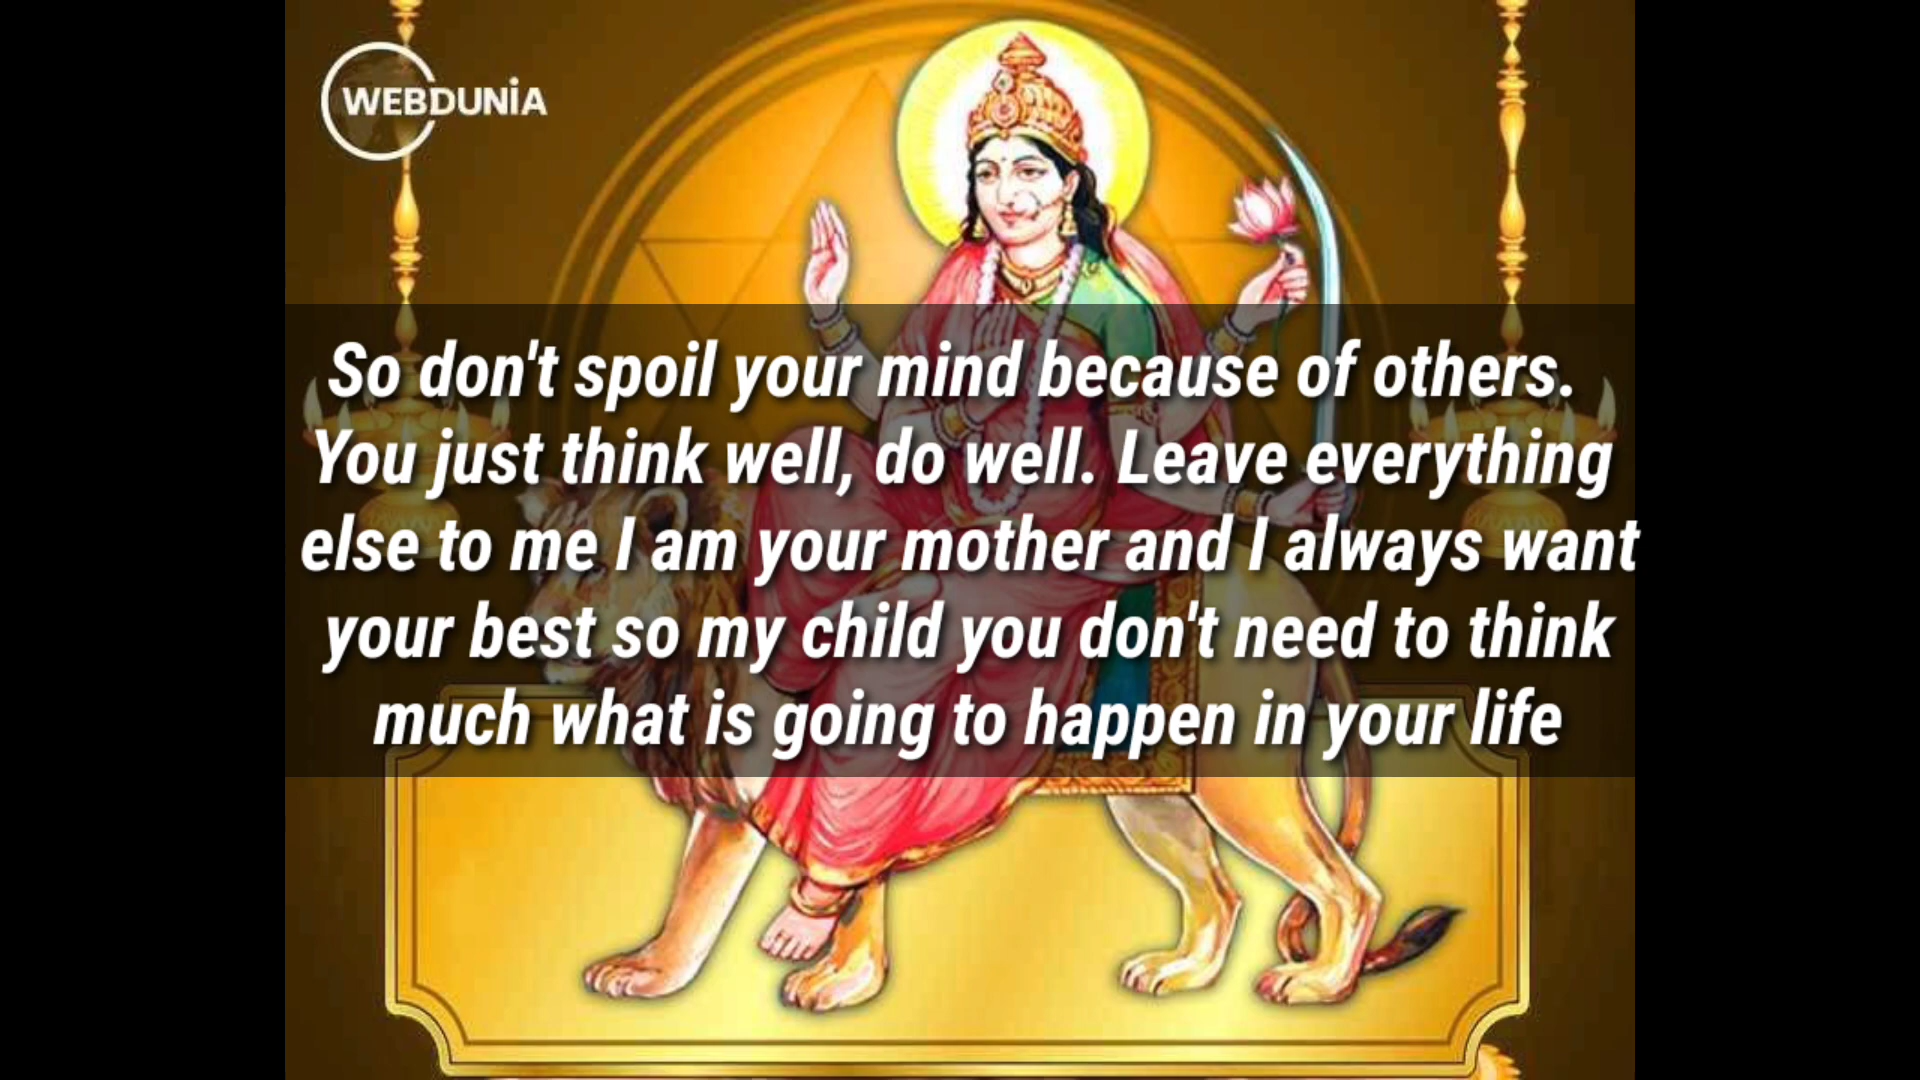 WEBDUNIA
So don't spoil your mind because of others.
You just think well, do well. Leave everything
else to me I am your mother and I always want
your best so my child you don't need to think
much what is going to happen in your life